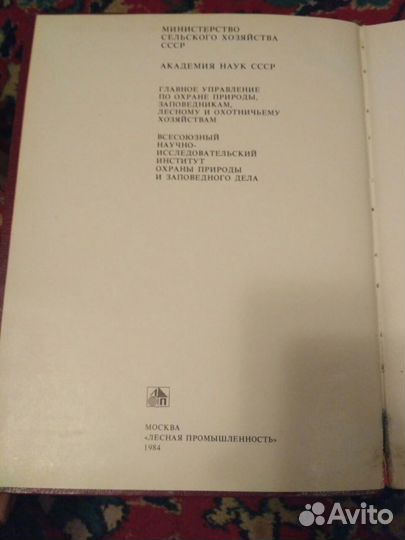 МИНИСТЕРСТВО
СЕЛЬСКОГО ХОЗЯЙСТВА
СССР
АКАДЕМИЯ НАУК СССР
ГЛАВНОЕ УПРАВЛЕНИЕ
ПО ОХРАНЕ ПРИРОДЫ,
ЗАПОВЕДНИКАМ,
ЛЕСНОМУ И ОХОТНИЧЬЕМУ
ХОЗЯЙСТВАМ
ВСЕСОЮЗНЫЙ
НАУЧНО-
ИССЛЕДОВАТЕЛЬСКИЙ
ИНСТИТУТ
ОХРАНЫ ПРИРОДЫ
И ЗАПОВЕДНОГО ДЕЛА
ЛП
МОСКВА
«ЛЕСНАЯ ПРОМЫШЛЕННОСТЬ»
1984
Avito